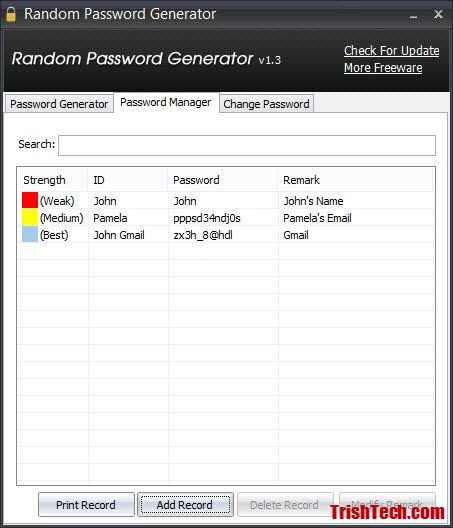 Random Password Generator
Random Password Generator v1.3
Check For Update
More Freeware
Password Generator Password Manager Change Password
Search:
Strength ID Password Remark
(Weak) John John John's Name
(Medium) Pamela pppsd34ndj0s Pamela's Email
(Best) John Gmail zx3h_8@hdl Gmail
Print Record Add Record Delete Record Modify Remark
TrishTech.com